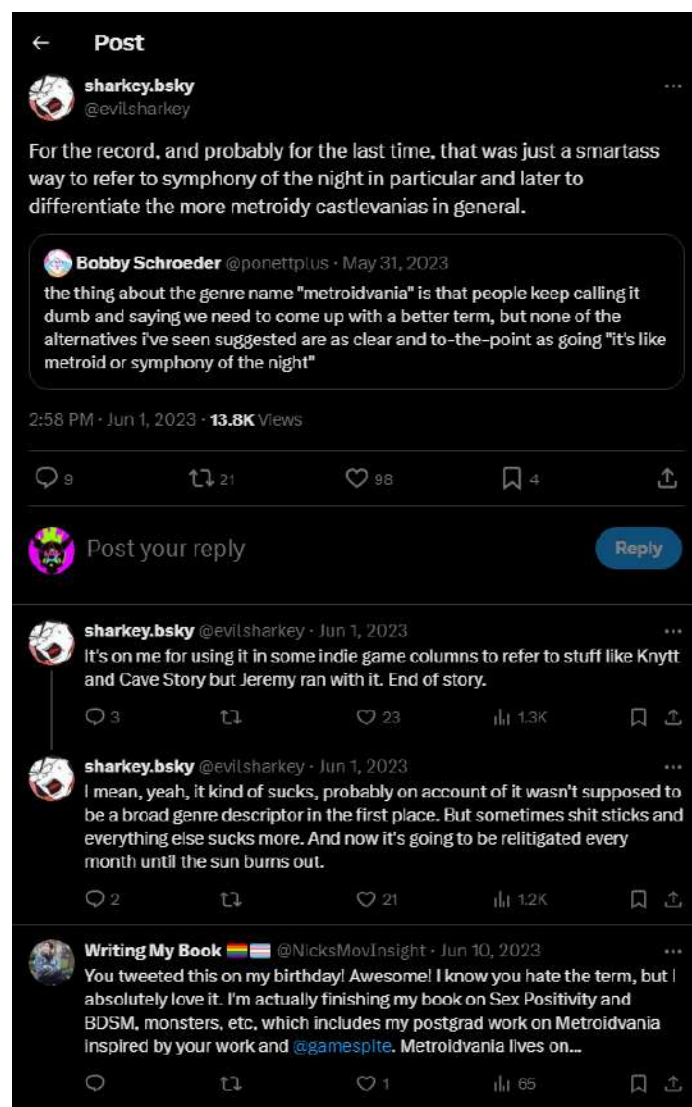 Post
sharkey.bsky
@evilsharkey
For the record, and probably for the last time, that was just a smartass
way to refer to symphony of the night in particular and later to
differentiate the more metroidy castlevanias in general.
Bobby Schroeder @ponettplus · May 31, 2023
the thing about the genre name "metroidvania" is that people keep calling it
dumb and saying we need to come up with a better term, but none of the
alternatives i've seen suggested are as clear and to-the-point as going "it's like
metroid or symphony of the night"
2:58 PM · Jun 1, 2023 · 13.8K Views
9 21 98 4
Post your reply
Reply
sharkey.bsky @evilsharkey · Jun 1, 2023
It's on me for using it in some indie game columns to refer to stuff like Knytt
and Cave Story but Jeremy ran with it. End of story.
3 23 1.3K
sharkey.bsky @evilsharkey · Jun 1, 2023
I mean, yeah, it kind of sucks, probably on account of it wasn't supposed to
be a broad genre descriptor in the first place. But sometimes shit sticks and
everything else sucks more. And now it's going to be relitigated every
month until the sun burns out.
2 21 1.2K
Writing My Book @NicksMovInsight · Jun 10, 2023
You tweeted this on my birthday! Awesome! I know you hate the term, but I
absolutely love it. I'm actually finishing my book on Sex Positivity and
BDSM, monsters, etc, which includes my postgrad work on Metroidvania
inspired by your work and @gamespite. Metroidvania lives on...
1 65